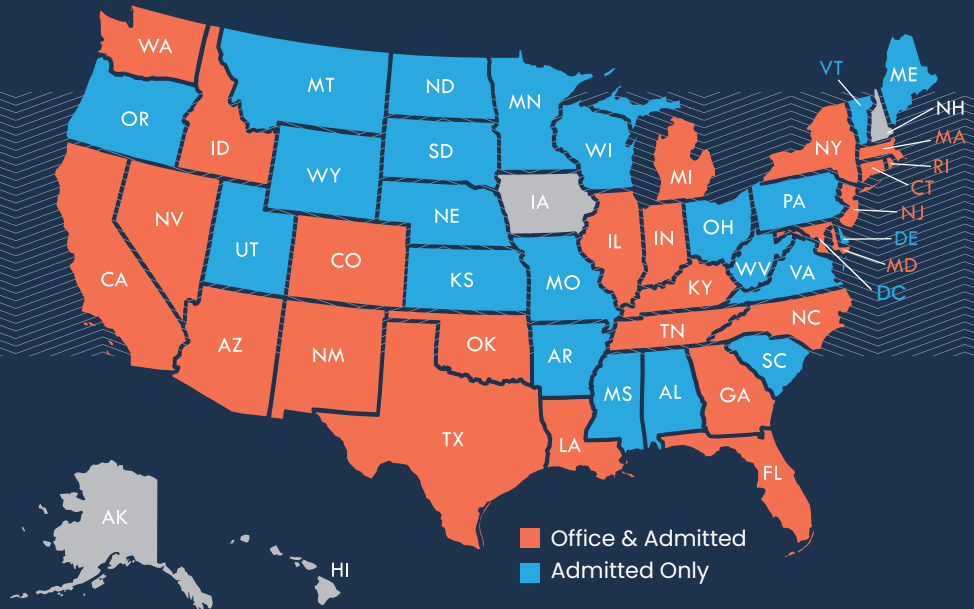 WA
MT
ND
MN
VT
ME
OR
ID
WY
SD
WI
MI
NY
NH
MA
RI
CT
NJ
DE
MD
DC
NV
UT
CO
NE
IA
IL
IN
OH
PA
CA
KS
MO
KY
WV
VA
AZ
NM
OK
AR
TN
NC
TX
LA
MS
AL
GA
SC
FL
AK
HI
Office & Admitted
Admitted Only